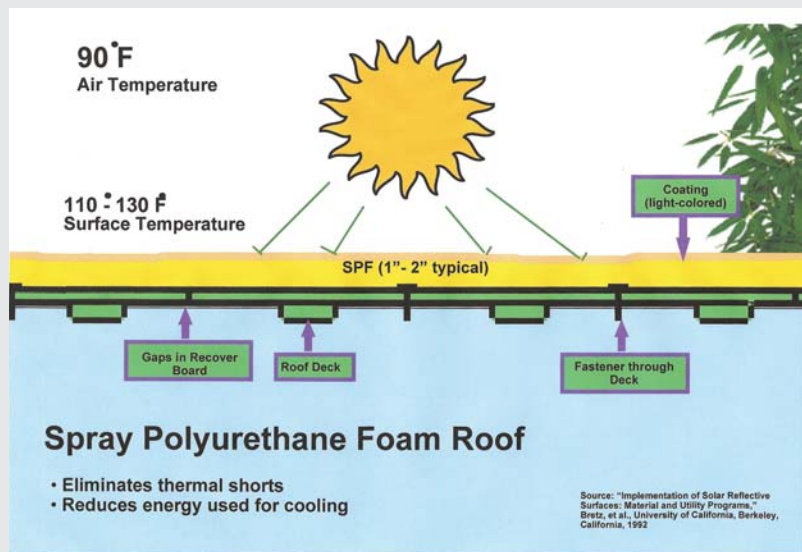 90°F
Air Temperature
110 - 130°F
Surface Temperature
Coating
(light-colored)
SPF (1”- 2” typical)
Gaps in Recover
Board
Roof Deck
Fastener through
Deck
Spray Polyurethane Foam Roof
• Eliminates thermal shorts
• Reduces energy used for cooling
Source: “Implementation of Solar Reflective
Surfaces: Material and Utility Programs,”
Bretz, et al., University of California, Berkeley,
California, 1992